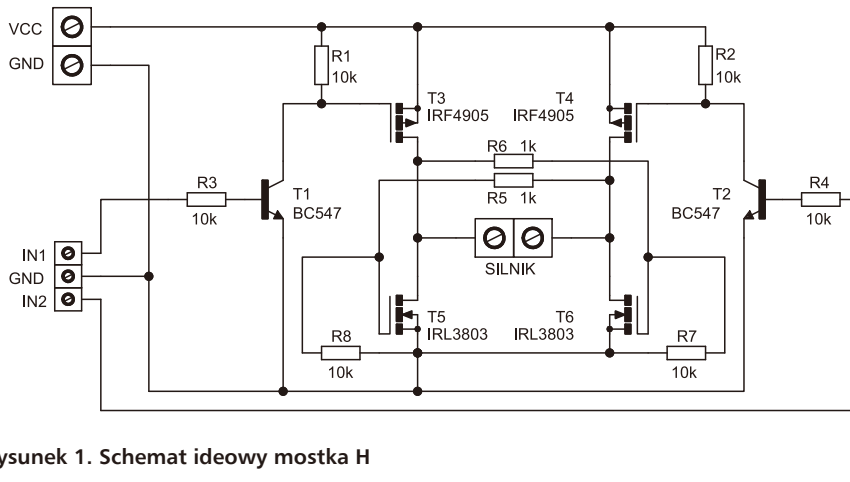 VCC
GND
R1
10k
R2
10k
T3
IRF4905
T4
IRF4905
R6 1k
R5 1k
R3
10k
T1
BC547
T2
BC547
R4
10k
IN1
GND
IN2
SILNIK
T5
IRL3803
T6
IRL3803
R8
10k
R7
10k
ysunek 1. Schemat ideowy mostka H